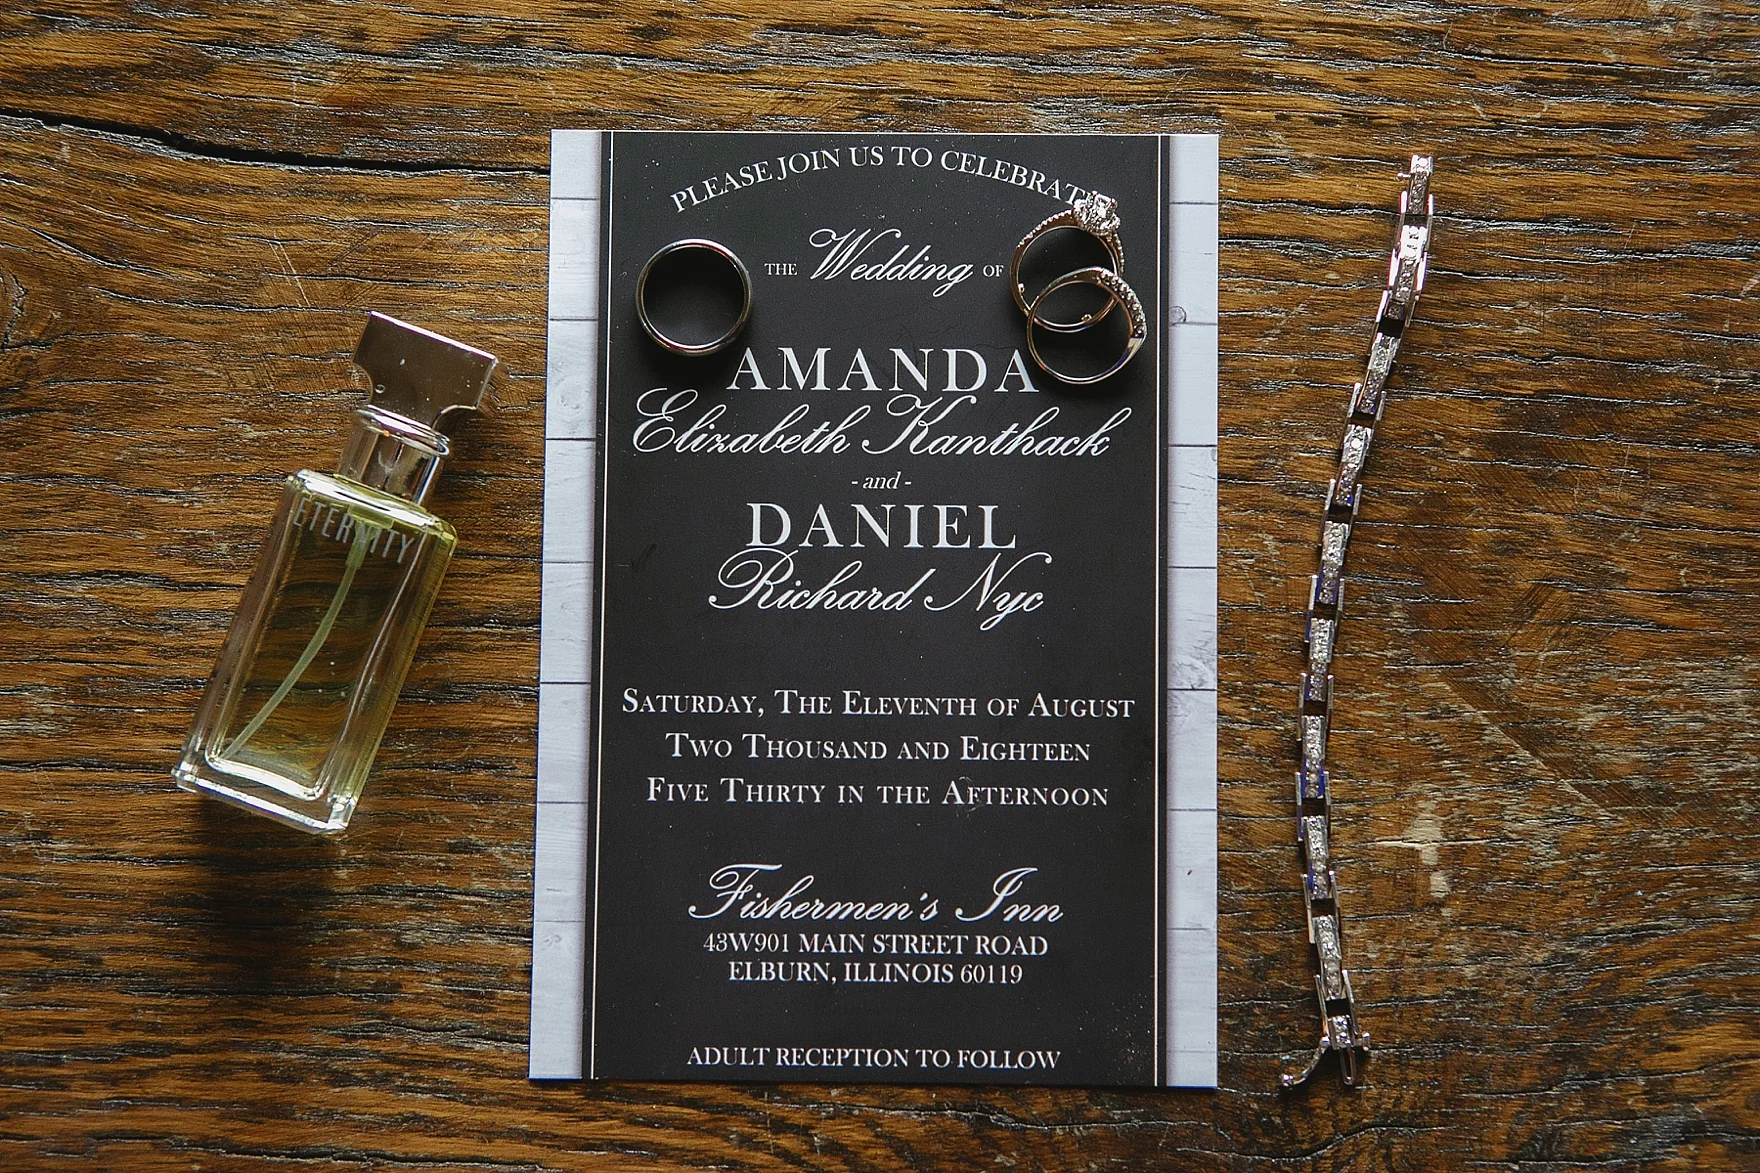 PLEASE JOIN US TO CELEBRATE
THE Wedding OF
AMANDA
Elizabeth Kanthack
- and -
DANIEL
Richard Nyc
SATURDAY, THE ELEVENTH OF AUGUST
TWO THOUSAND AND EIGHTEEN
FIVE THIRTY IN THE AFTERNOON
Fishermen's Inn
43W901 MAIN STREET ROAD
ELBURN, ILLINOIS 60119
ADULT RECEPTION TO FOLLOW
ETERNITY